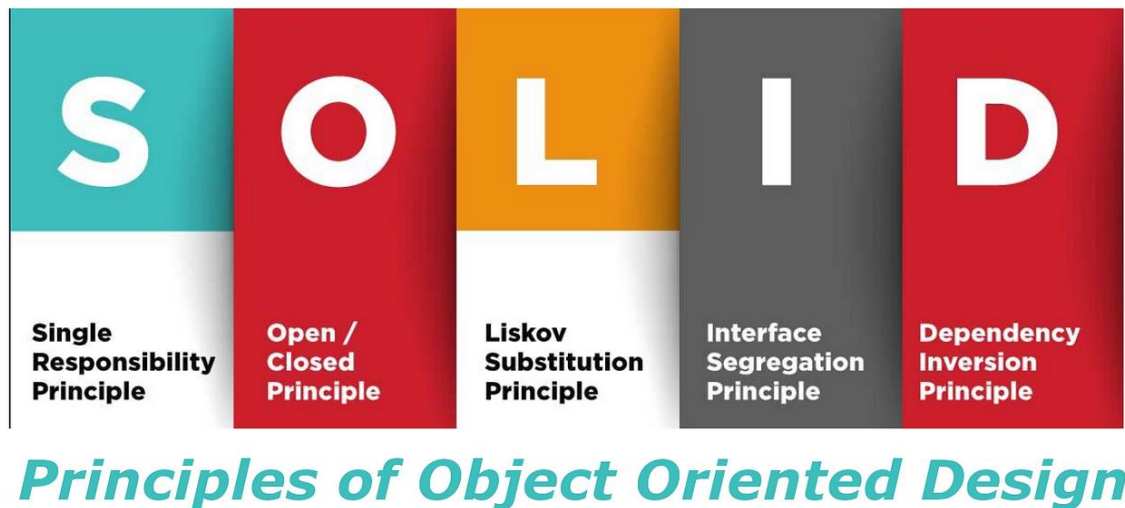 S O L I D
Single
Responsibility
Principle
Open /
Closed
Principle
Liskov
Substitution
Principle
Interface
Segregation
Principle
Dependency
Inversion
Principle
Principles of Object Oriented Design